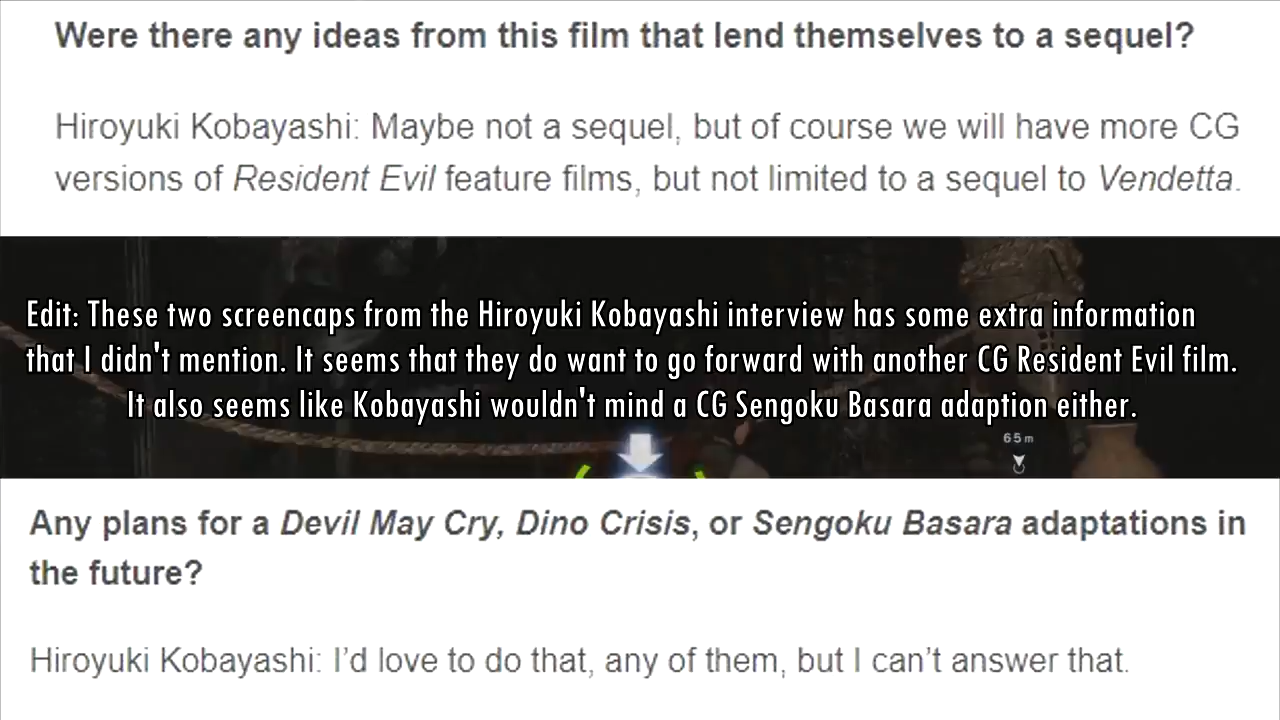 Were there any ideas from this film that lend themselves to a sequel?
Hiroyuki Kobayashi: Maybe not a sequel, but of course we will have more CG
versions of Resident Evil feature films, but not limited to a sequel to Vendetta.
Edit: These two screencaps from the Hiroyuki Kobayashi interview has some extra information
that I didn't mention. It seems that they do want to go forward with another CG Resident Evil film.
It also seems like Kobayashi wouldn't mind a CG Sengoku Basara adaption either.
65m
Any plans for a Devil May Cry, Dino Crisis, or Sengoku Basara adaptations in
the future?
Hiroyuki Kobayashi: I’d love to do that, any of them, but I can’t answer that.